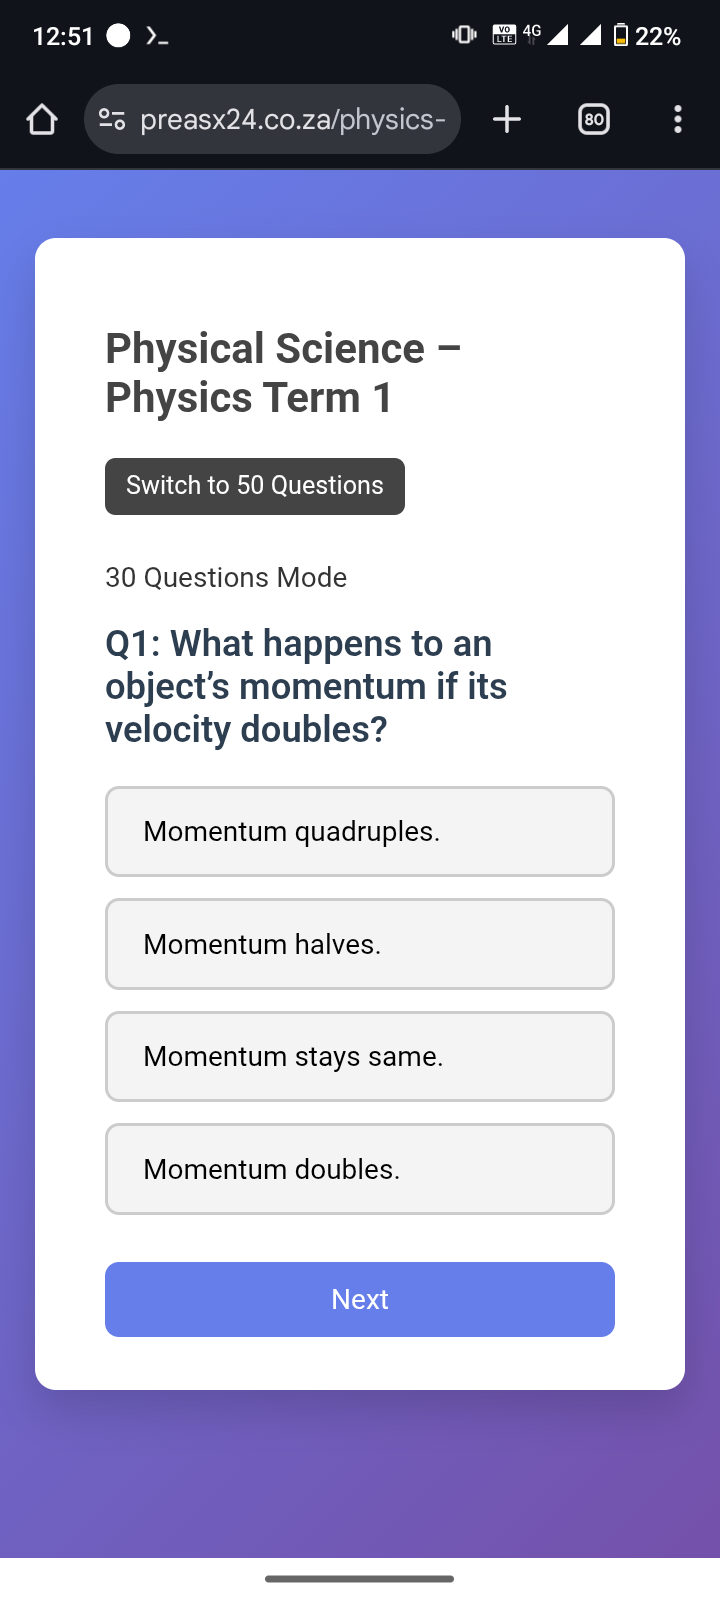 12:51
VO LTE 4G 22%
preasx24.co.za/physics-
80
Physical Science –
Physics Term 1
Switch to 50 Questions
30 Questions Mode
Q1: What happens to an
object’s momentum if its
velocity doubles?
Momentum quadruples.
Momentum halves.
Momentum stays same.
Momentum doubles.
Next